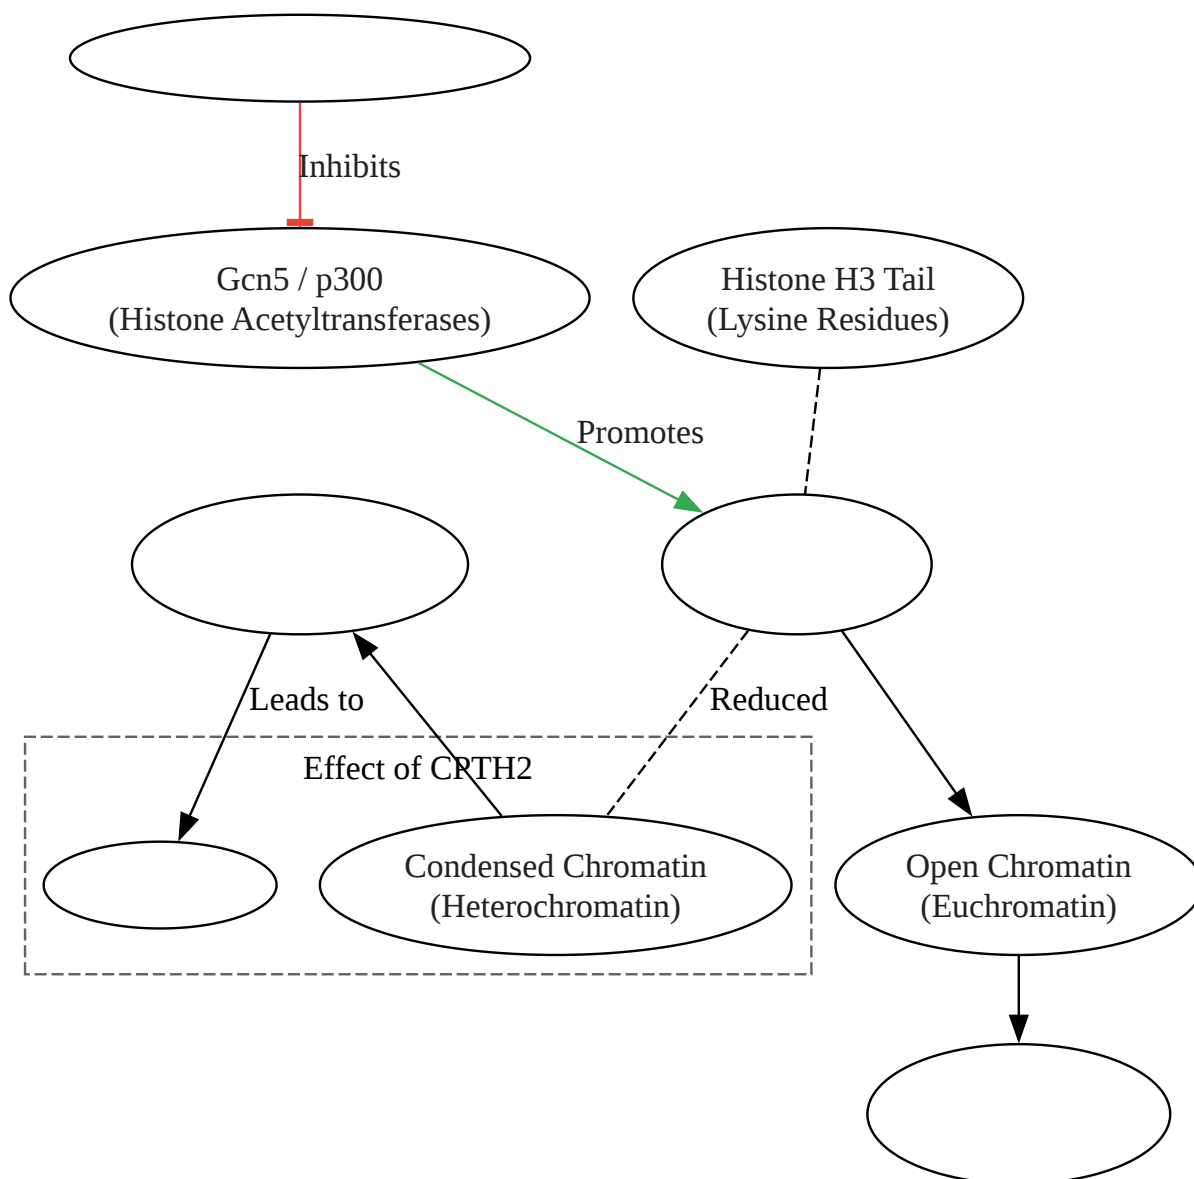 Inhibits
Gcn5 / p300
(Histone Acetyltransferases)
Histone H3 Tail
(Lysine Residues)
Promotes
Leads to
Reduced
Effect of CPTH2
Condensed Chromatin
(Heterochromatin)
Open Chromatin
(Euchromatin)